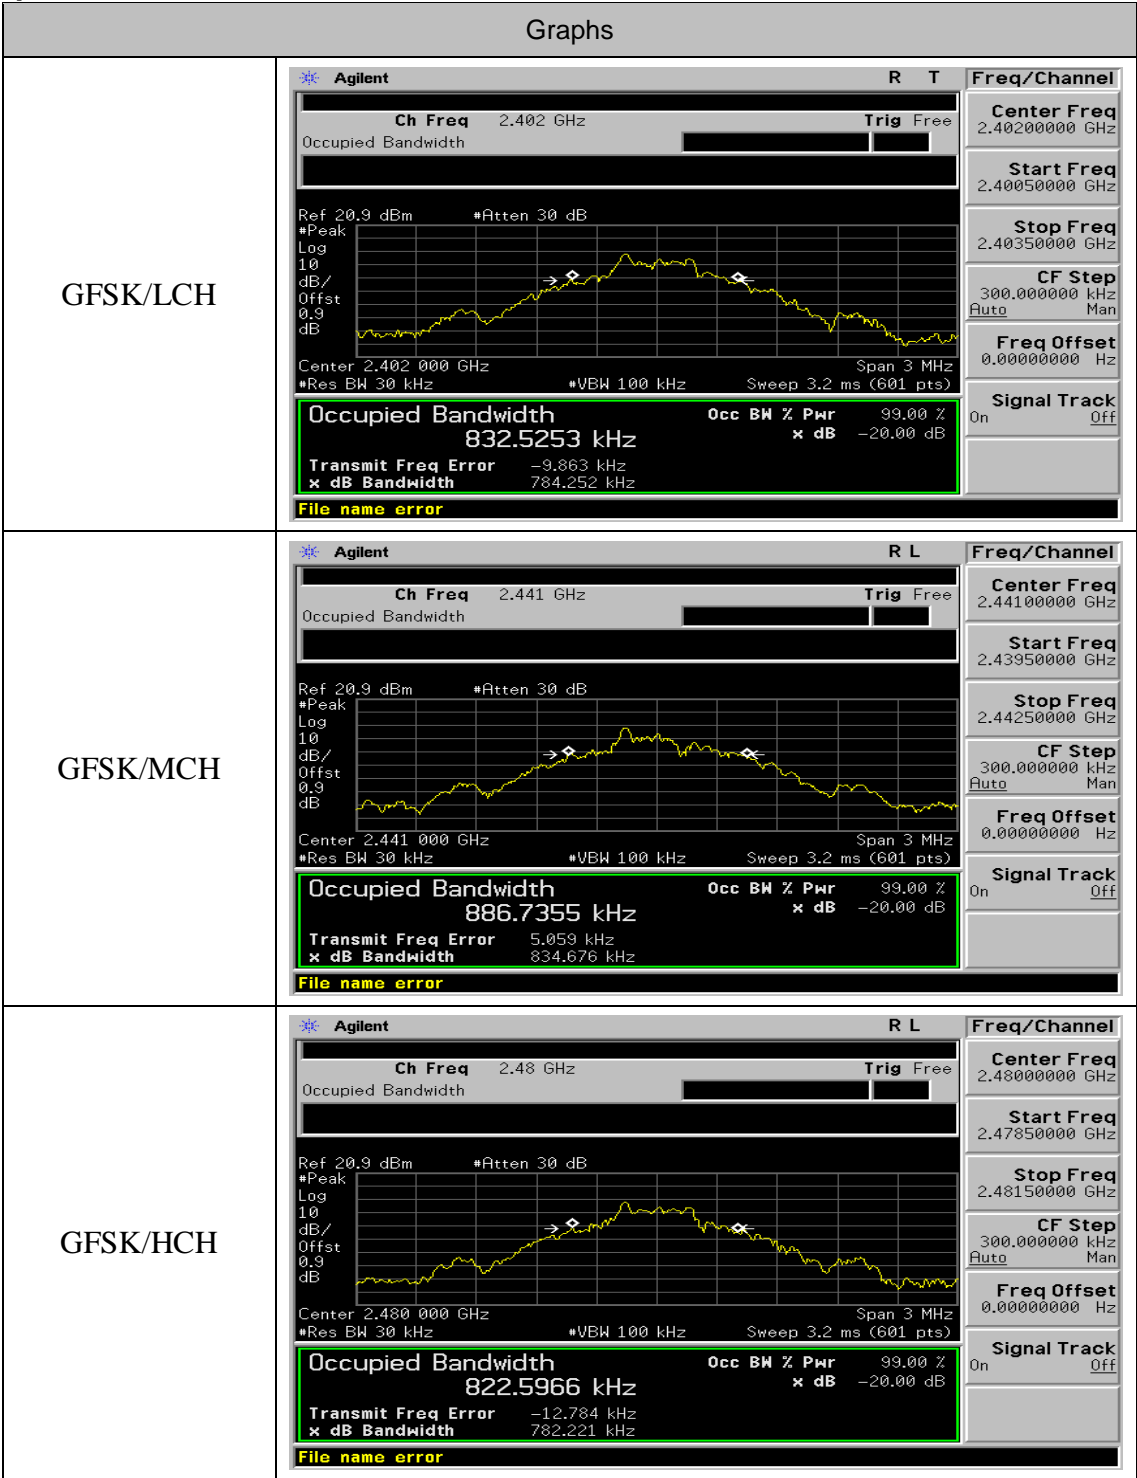 Graphs
GFSK/LCH
Agilent R T Freq/Channel
Ch Freq 2.402 GHz Trig Free
Occupied Bandwidth
Center Freq
2.40200000 GHz
Start Freq
2.40050000 GHz
Stop Freq
2.40350000 GHz
CF Step
300.000000 kHz
Auto Man
Freq Offset
0.00000000 Hz
Signal Track
On Off
Ref 20.9 dBm #Atten 30 dB
#Peak
Log
10
dB/
Offst
0.9
dB
Center 2.402 000 GHz Span 3 MHz
#Res BW 30 kHz #VBW 100 kHz Sweep 3.2 ms (601 pts)
Occupied Bandwidth Occ BW % Pwr 99.00 %
832.5253 kHz x dB -20.00 dB
Transmit Freq Error -9.863 kHz
x dB Bandwidth 784.252 kHz
File name error
GFSK/MCH
Agilent R L Freq/Channel
Ch Freq 2.441 GHz Trig Free
Occupied Bandwidth
Center Freq
2.44100000 GHz
Start Freq
2.43950000 GHz
Stop Freq
2.44250000 GHz
CF Step
300.000000 kHz
Auto Man
Freq Offset
0.00000000 Hz
Signal Track
On Off
Ref 20.9 dBm #Atten 30 dB
#Peak
Log
10
dB/
Offst
0.9
dB
Center 2.441 000 GHz Span 3 MHz
#Res BW 30 kHz #VBW 100 kHz Sweep 3.2 ms (601 pts)
Occupied Bandwidth Occ BW % Pwr 99.00 %
886.7355 kHz x dB -20.00 dB
Transmit Freq Error 5.059 kHz
x dB Bandwidth 834.676 kHz
File name error
GFSK/HCH
Agilent R L Freq/Channel
Ch Freq 2.48 GHz Trig Free
Occupied Bandwidth
Center Freq
2.48000000 GHz
Start Freq
2.47850000 GHz
Stop Freq
2.48150000 GHz
CF Step
300.000000 kHz
Auto Man
Freq Offset
0.00000000 Hz
Signal Track
On Off
Ref 20.9 dBm #Atten 30 dB
#Peak
Log
10
dB/
Offst
0.9
dB
Center 2.480 000 GHz Span 3 MHz
#Res BW 30 kHz #VBW 100 kHz Sweep 3.2 ms (601 pts)
Occupied Bandwidth Occ BW % Pwr 99.00 %
822.5966 kHz x dB -20.00 dB
Transmit Freq Error -12.784 kHz
x dB Bandwidth 782.221 kHz
File name error